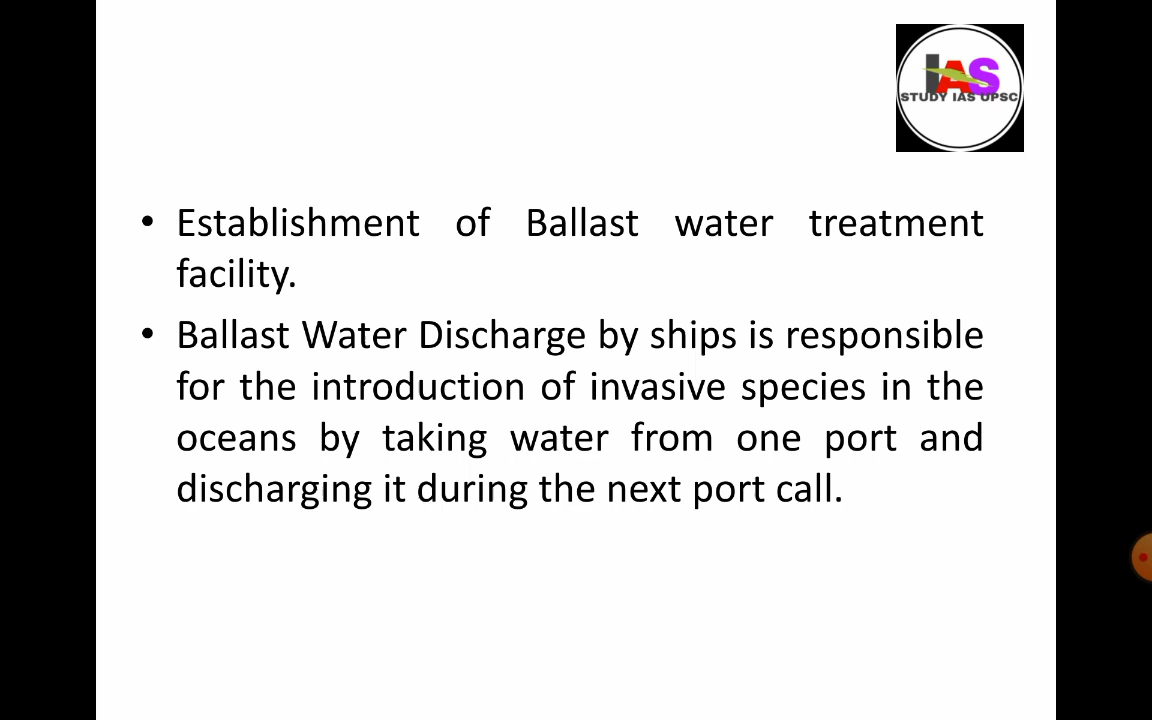 IAS
STUDY IAS UPSC
• Establishment of Ballast water treatment
facility.
• Ballast Water Discharge by ships is responsible
for the introduction of invasive species in the
oceans by taking water from one port and
discharging it during the next port call.